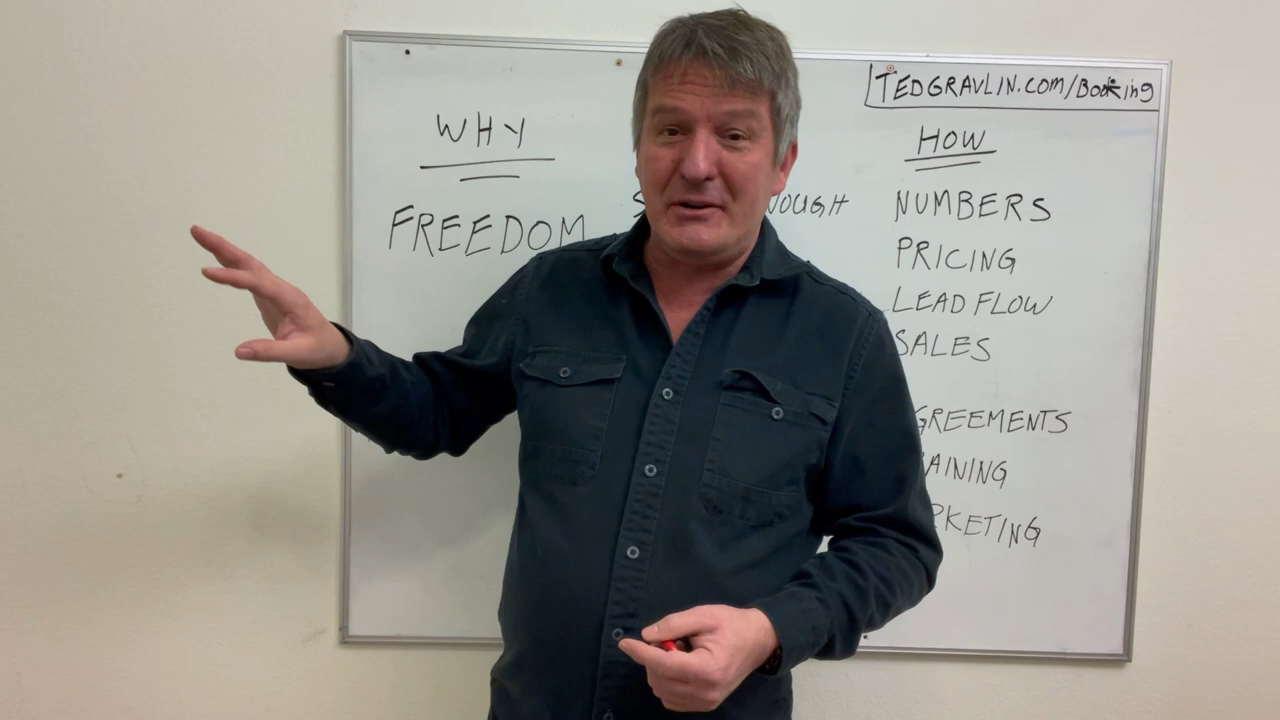 TEDGRAVLIN.COM/Booking
WHY
FREEDOM
HOW
NUMBERS
PRICING
LEAD FLOW
SALES